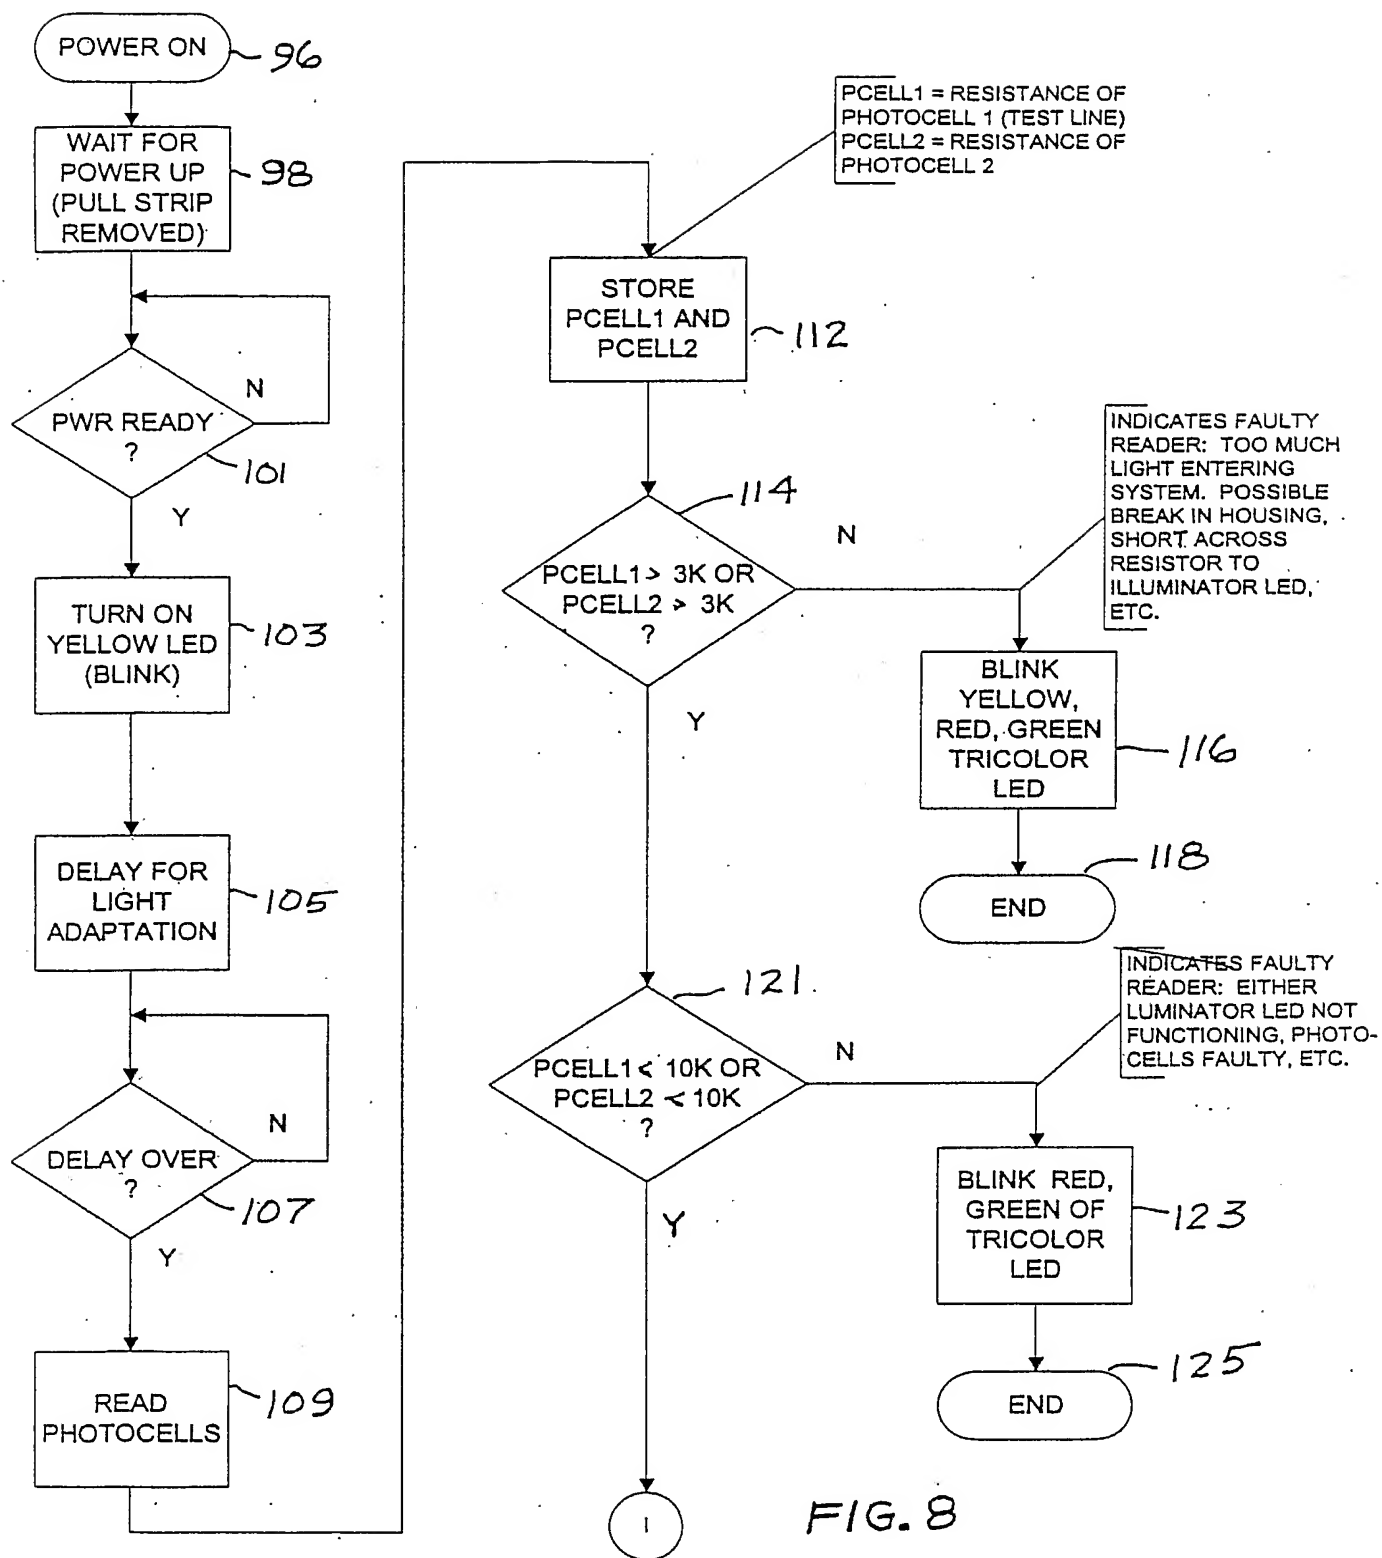 POWER ON
96
WAIT FOR
POWER UP
(PULL STRIP
REMOVED)
98
N
PWR READY
?
101
Y
TURN ON
YELLOW LED
(BLINK)
103
DELAY FOR
LIGHT
ADAPTATION
105
N
DELAY OVER
?
107
Y
READ
PHOTOCELLS
109
PCELL1 = RESISTANCE OF
PHOTOCELL 1 (TEST LINE)
PCELL2 = RESISTANCE OF
PHOTOCELL 2
STORE
PCELL1 AND
PCELL2
112
114
N
PCELL1 > 3K OR
PCELL2 > 3K
?
Y
INDICATES FAULTY
READER: TOO MUCH
LIGHT ENTERING
SYSTEM. POSSIBLE
BREAK IN HOUSING,
SHORT ACROSS
RESISTOR TO
ILLUMINATOR LED,
ETC.
BLINK
YELLOW,
RED, GREEN
TRICOLOR
LED
116
118
END
121
N
PCELL1 < 10K OR
PCELL2 < 10K
?
Y
INDICATES FAULTY
READER: EITHER
LUMINATOR LED NOT
FUNCTIONING, PHOTO-
CELLS FAULTY, ETC.
BLINK RED,
GREEN OF
TRICOLOR
LED
123
125
END
1
FIG. 8